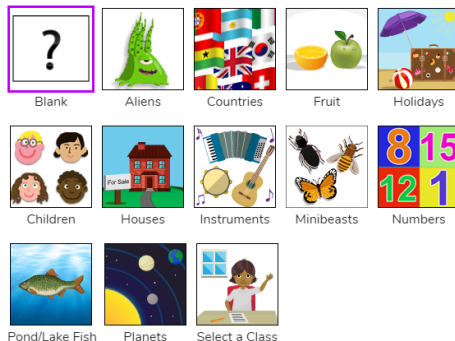 ?
Blank
Aliens
Countries
Fruit
Holidays
For Sale
8 15
12 1
Children
Houses
Instruments
Minibeasts
Numbers
Pond/Lake Fish
Planets
Select a Class